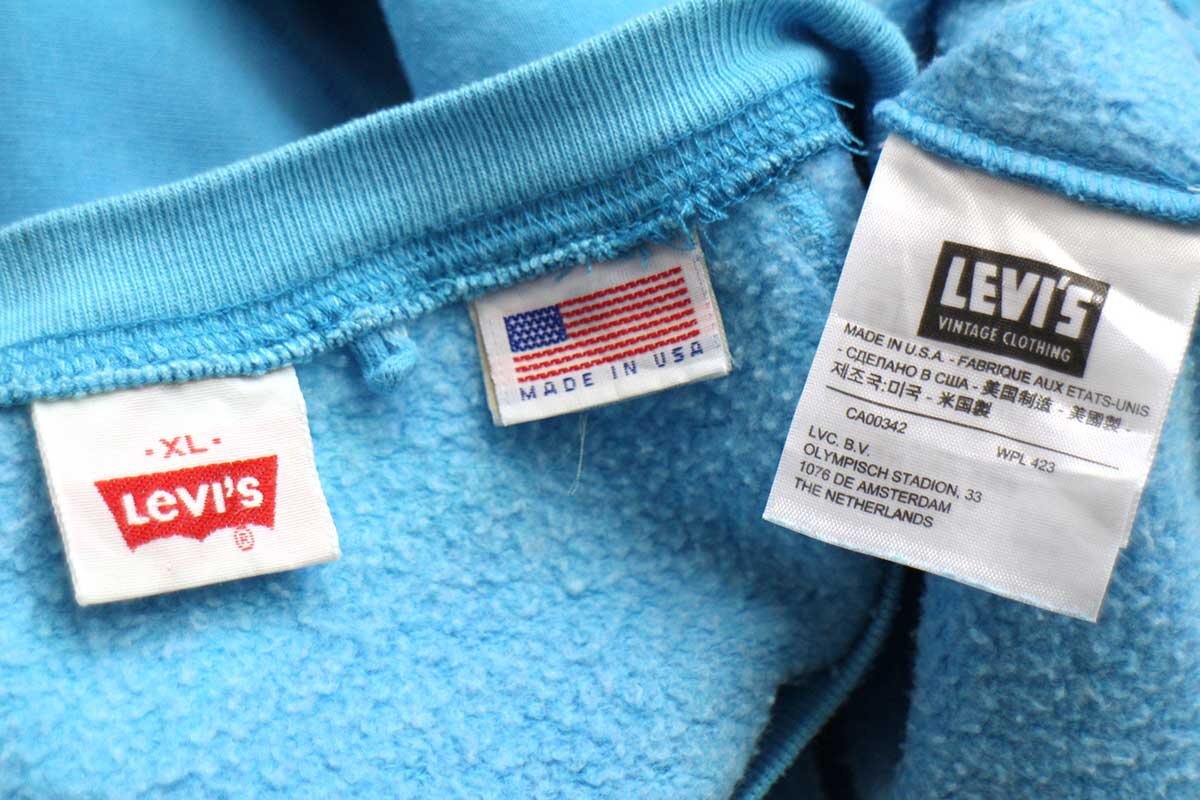 -XL-
Levi's
®
MADE IN USA
LEVI'S
VINTAGE CLOTHING
MADE IN U.S.A. - FABRIQUE AUX ETATS-UNIS
- СДЕЛАНО В США - 美国制造 - 美國製 -
제조국:미국 - 米国製
CA00342
WPL 423
LVC. B.V.
OLYMPISCH STADION, 33
1076 DE AMSTERDAM
THE NETHERLANDS